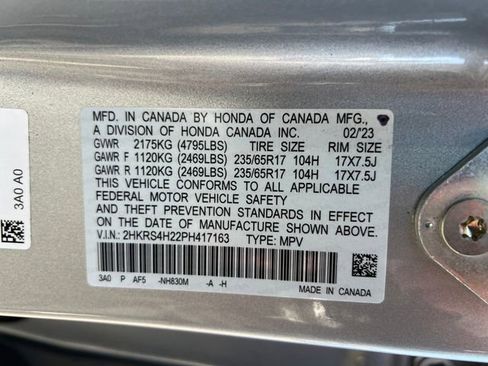 MFD. IN CANADA BY HONDA OF CANADA MFG.,
A DIVISION OF HONDA CANADA INC. 02/'23
GVWR 2175KG (4795LBS) TIRE SIZE RIM SIZE
GAWR F 1120KG (2469LBS) 235/65R17 104H 17X7.5J
GAWR R 1120KG (2469LBS) 235/65R17 104H 17X7.5J
THIS VEHICLE CONFORMS TO ALL APPLICABLE
FEDERAL MOTOR VEHICLE SAFETY
AND THEFT PREVENTION STANDARDS IN EFFECT
ON THE DATE OF MANUFACTURE SHOWN ABOVE.
V.I.N.: 2HKRS4H22PH417163 TYPE: MPV
3A0 P AF5 -NH830M -A -H
MADE IN CANADA
3A0 A0